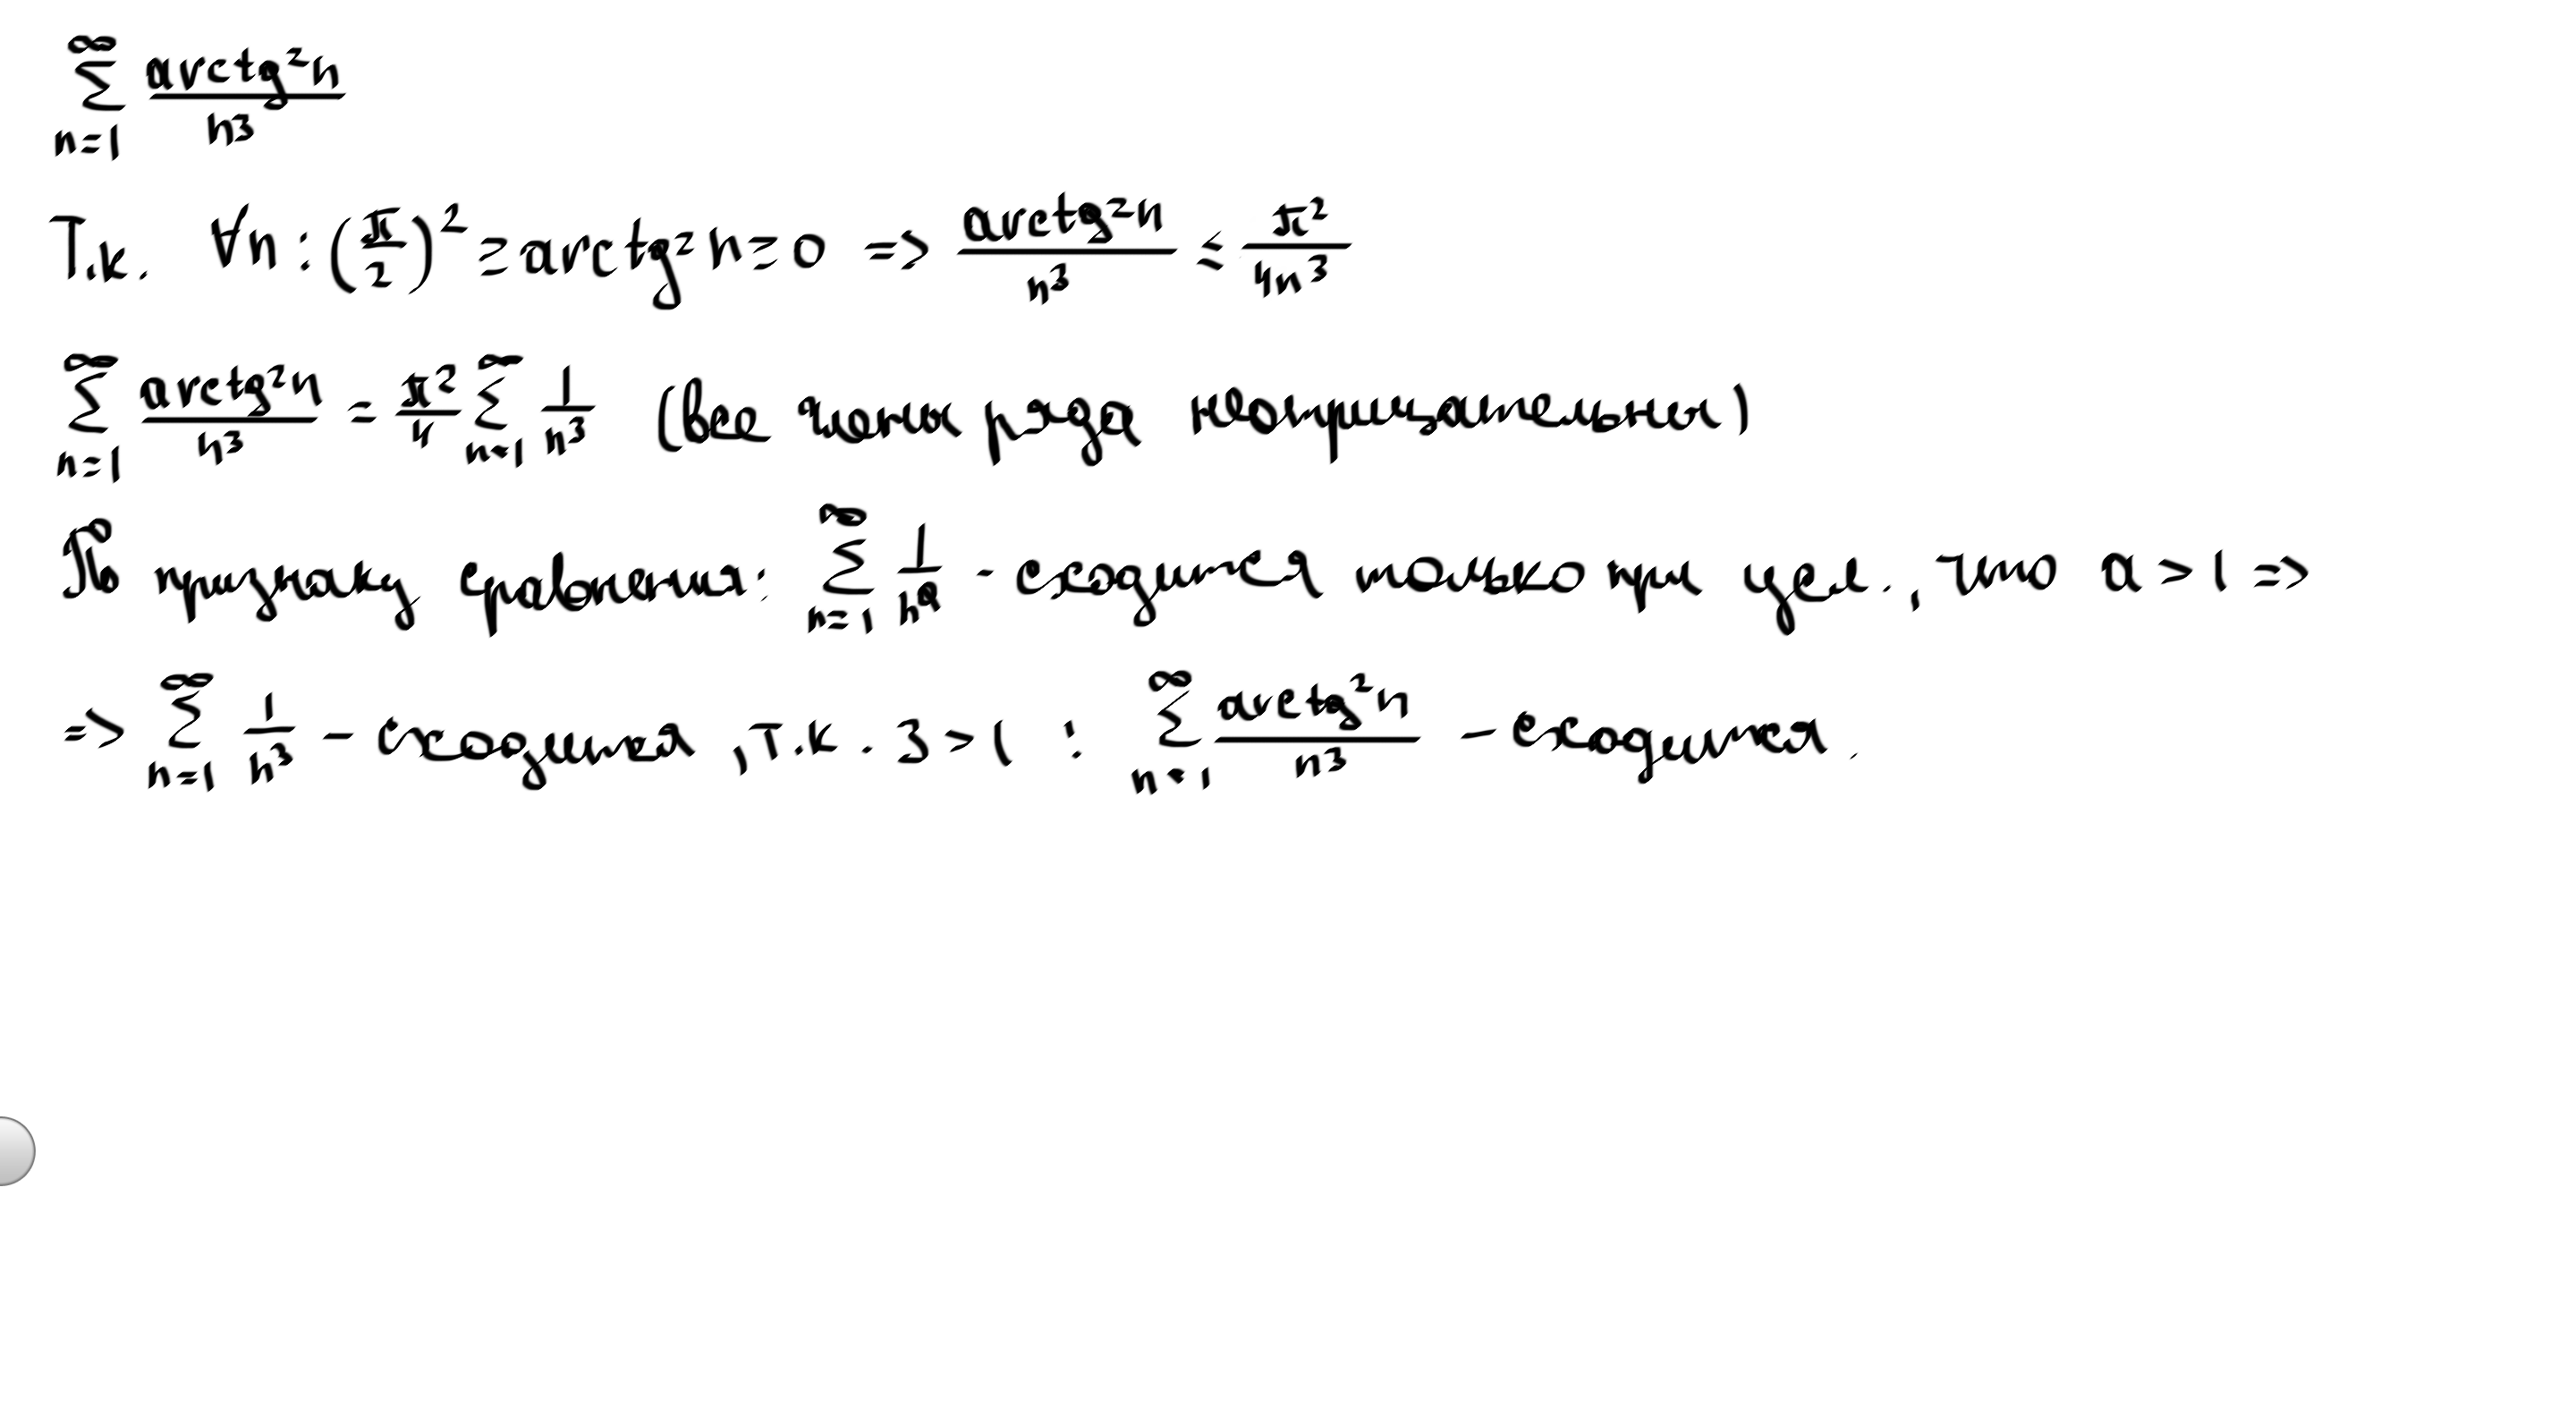 ∞ Σ n=1 arctg²n / n³
Т.к. ∀n : (π/2)² ≥ arctg² n ≥ 0 => arctg²n / n³ ≤ π² / 4n³
∞ Σ n=1 arctg²n / n³ = π²/4 ∞ Σ n=1 1/n³ (все члены ряда неотрицательны)
По признаку сравнения: ∞ Σ n=1 1/n^a - сходится только при усл., что a > 1 =>
=> ∞ Σ n=1 1/n³ - сходится, т.к. 3 > 1 : ∞ Σ n=1 arctg²n / n³ - сходится.